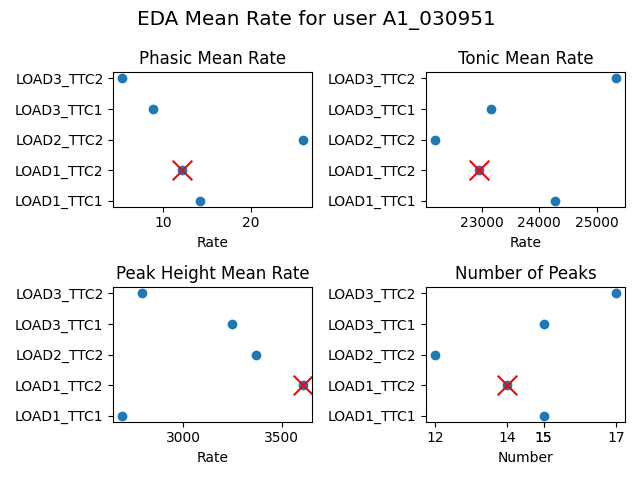 EDA Mean Rate for user A1_030951
Phasic Mean Rate
LOAD3_TTC2
LOAD3_TTC1
LOAD2_TTC2
LOAD1_TTC2
LOAD1_TTC1
10 20
Rate
Tonic Mean Rate
LOAD3_TTC2
LOAD3_TTC1
LOAD2_TTC2
LOAD1_TTC2
LOAD1_TTC1
23000 24000 25000
Rate
Peak Height Mean Rate
LOAD3_TTC2
LOAD3_TTC1
LOAD2_TTC2
LOAD1_TTC2
LOAD1_TTC1
3000 3500
Rate
Number of Peaks
LOAD3_TTC2
LOAD3_TTC1
LOAD2_TTC2
LOAD1_TTC2
LOAD1_TTC1
12 14 15 17
Number